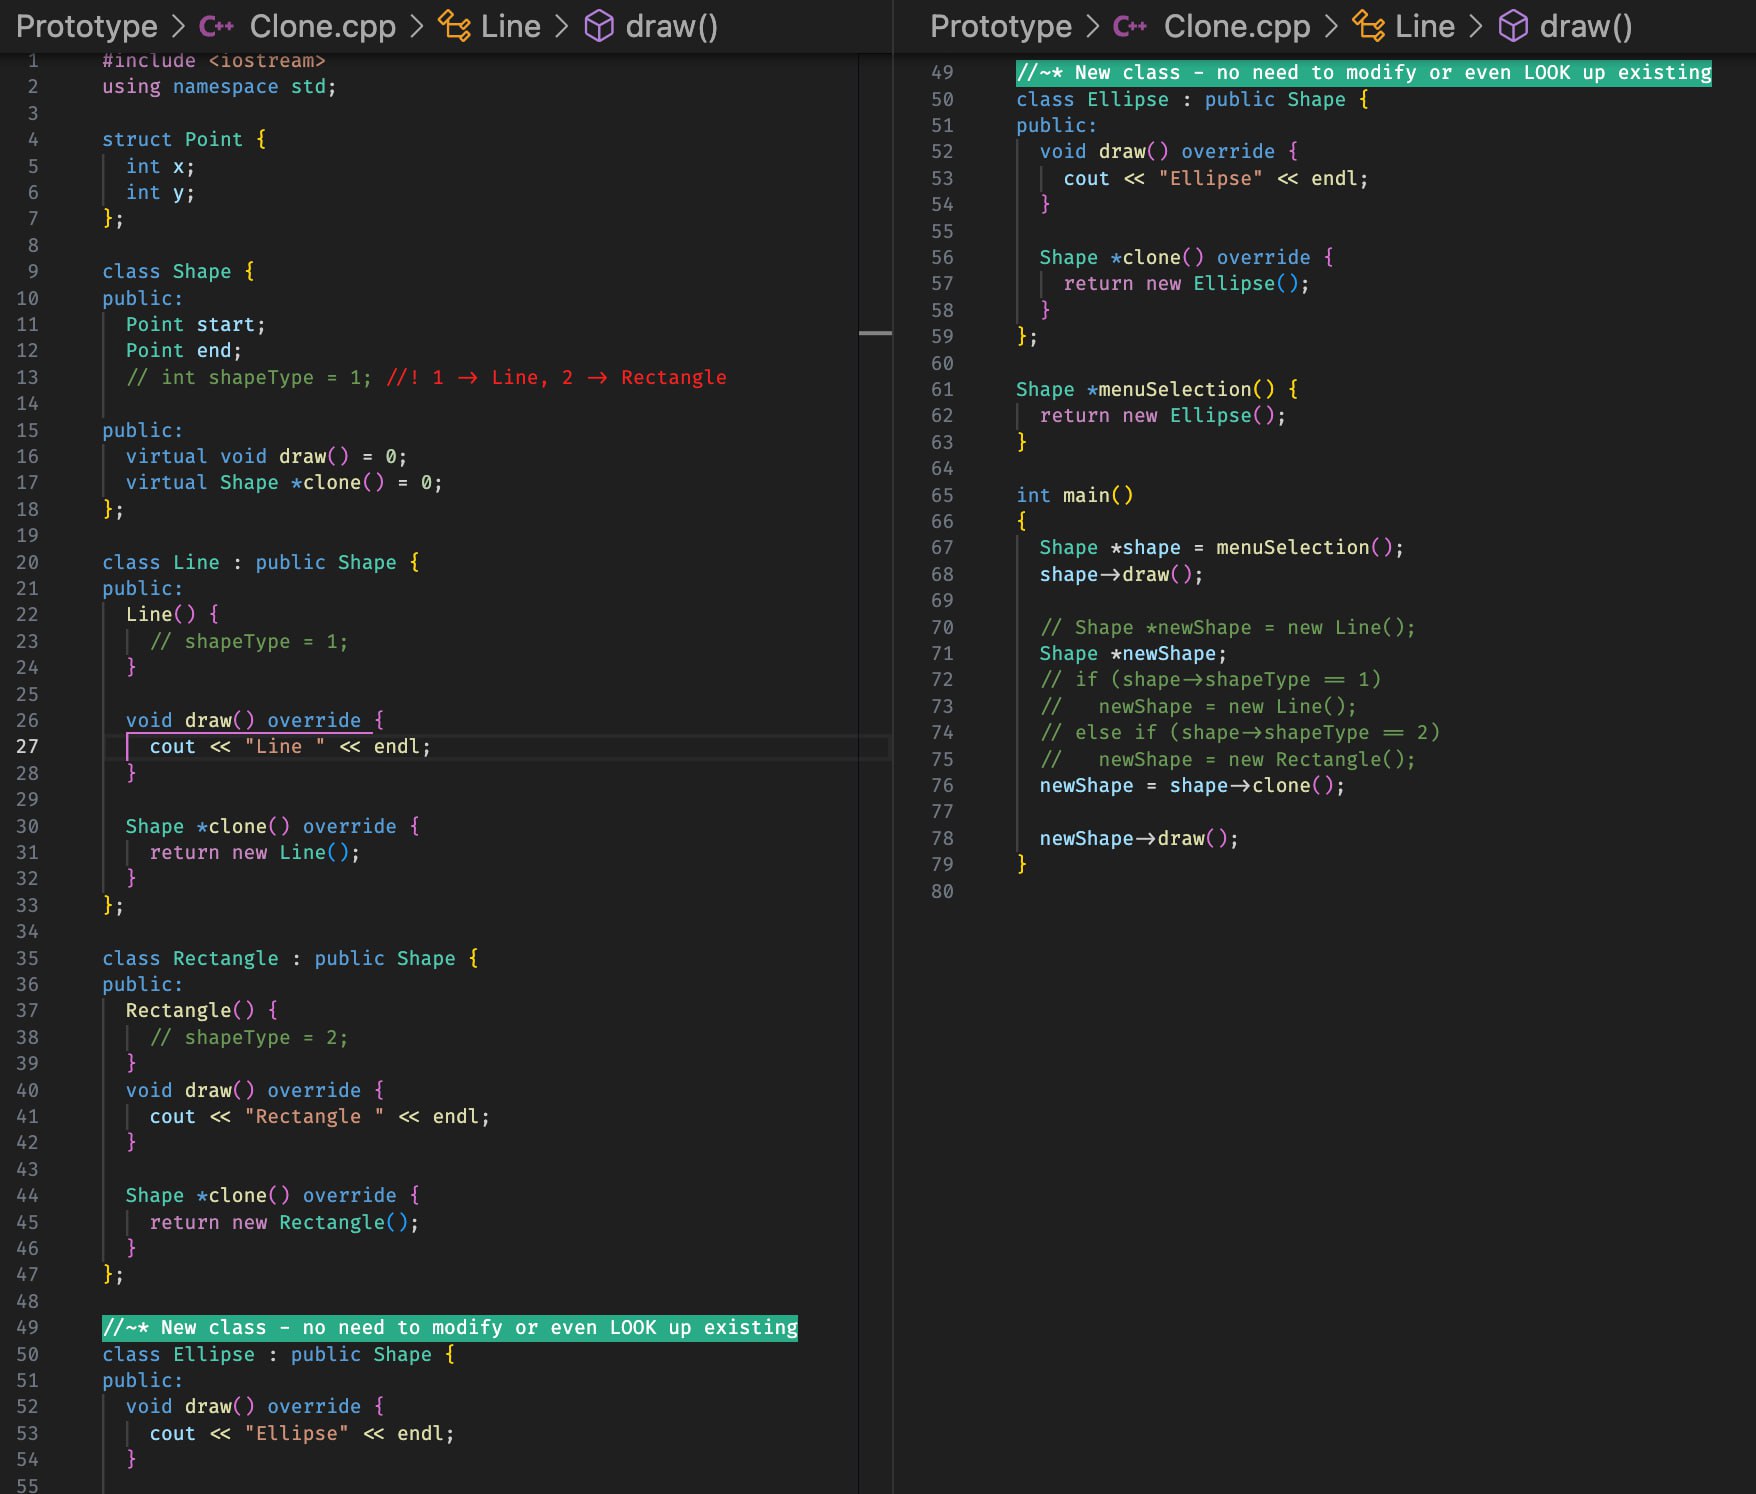 Prototype > C++ Clone.cpp > Line > draw()
1 #include <iostream>
2 using namespace std;
3
4 struct Point {
5   int x;
6   int y;
7 };
8
9 class Shape {
10 public:
11   Point start;
12   Point end;
13   // int shapeType = 1; //! 1 -> Line, 2 -> Rectangle
14
15 public:
16   virtual void draw() = 0;
17   virtual Shape *clone() = 0;
18 };
19
20 class Line : public Shape {
21 public:
22   Line() {
23     // shapeType = 1;
24   }
25
26   void draw() override {
27     cout << "Line " << endl;
28   }
29
30   Shape *clone() override {
31     return new Line();
32   }
33 };
34
35 class Rectangle : public Shape {
36 public:
37   Rectangle() {
38     // shapeType = 2;
39   }
40   void draw() override {
41     cout << "Rectangle " << endl;
42   }
43
44   Shape *clone() override {
45     return new Rectangle();
46   }
47 };
48
49 //~* New class - no need to modify or even LOOK up existing
50 class Ellipse : public Shape {
51 public:
52   void draw() override {
53     cout << "Ellipse" << endl;
54   }
55
Prototype > C++ Clone.cpp > Line > draw()
49 //~* New class - no need to modify or even LOOK up existing
50 class Ellipse : public Shape {
51 public:
52   void draw() override {
53     cout << "Ellipse" << endl;
54   }
55
56   Shape *clone() override {
57     return new Ellipse();
58   }
59 };
60
61 Shape *menuSelection() {
62   return new Ellipse();
63 }
64
65 int main()
66 {
67   Shape *shape = menuSelection();
68   shape->draw();
69
70   // Shape *newShape = new Line();
71   Shape *newShape;
72   // if (shape->shapeType == 1)
73   //   newShape = new Line();
74   // else if (shape->shapeType == 2)
75   //   newShape = new Rectangle();
76   newShape = shape->clone();
77
78   newShape->draw();
79 }
80